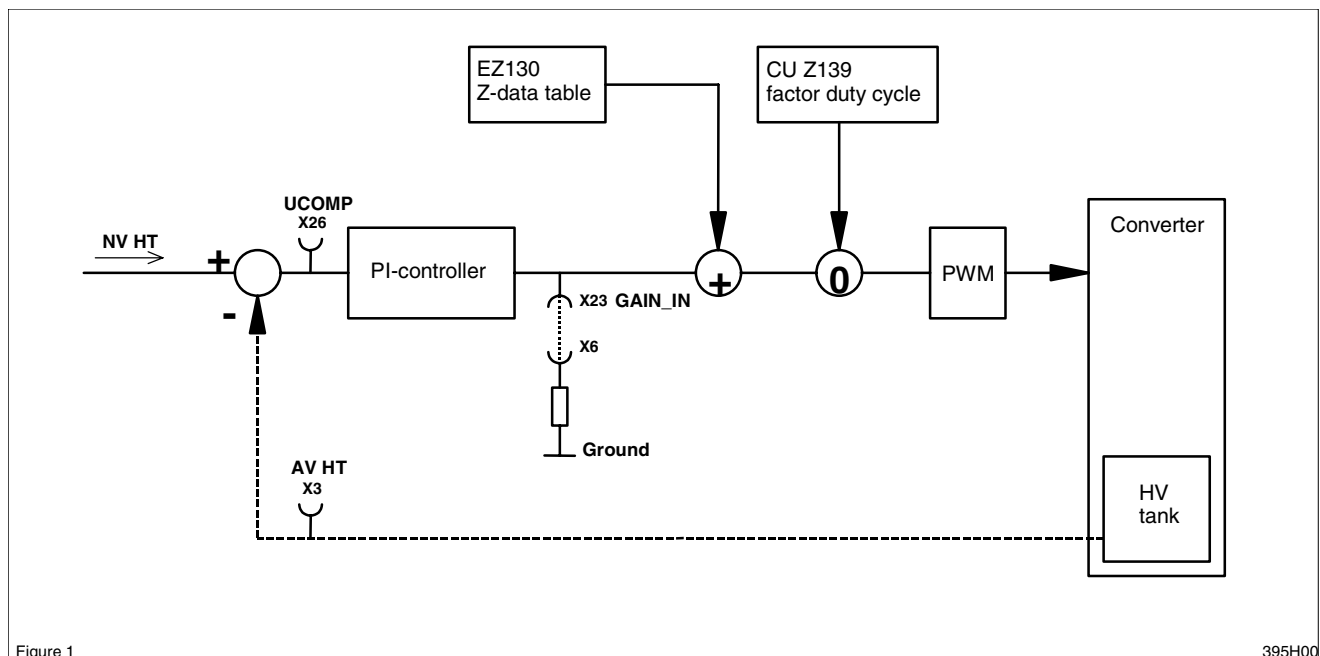 EZ130
Z-data table
CU Z139
factor duty cycle
UCOMP
X26
NV HT
+
-
PI-controller
X23 GAIN_IN
X6
Ground
+
0
PWM
Converter
HV
tank
AV HT
X3
Figure 1
395H00